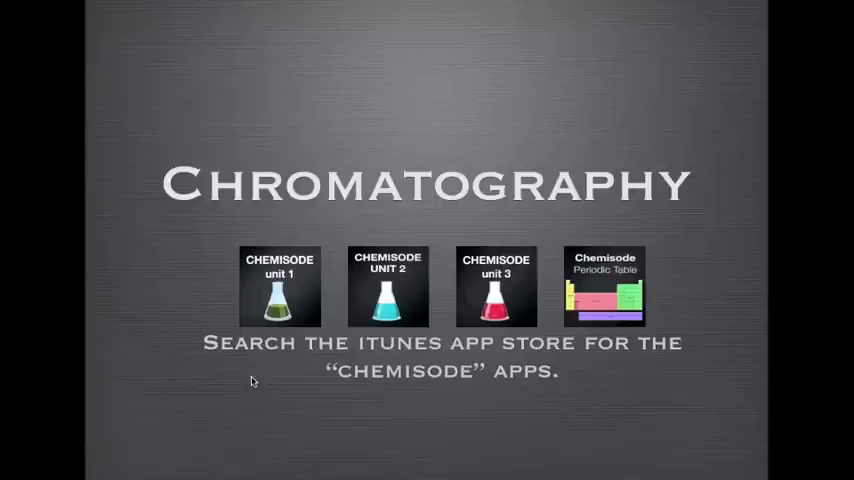 Chromatography
CHEMISODE
unit 1
CHEMISODE
UNIT 2
CHEMISODE
unit 3
Chemisode
Periodic Table
Search the itunes app store for the
“chemisode” apps.